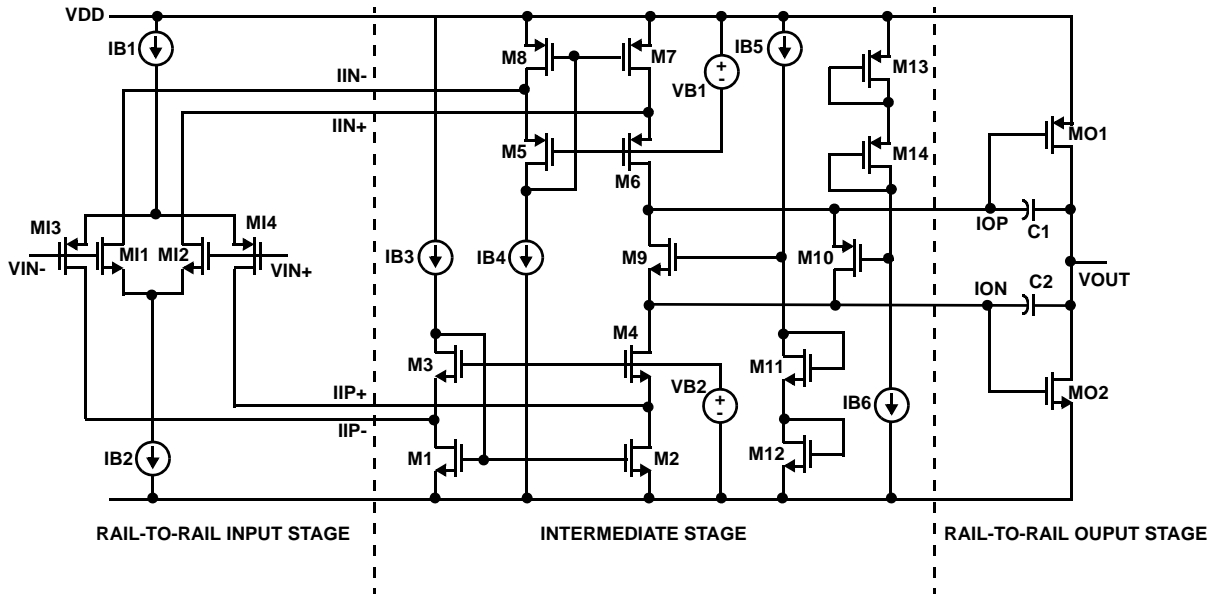 VDD
IB1
M8
M7
IB5
VB1
+
-
M13
IIN-
IIN+
M5
M6
M14
MO1
MI3
MI4
MI1
MI2
VIN-
VIN+
IB3
IB4
M9
M10
IOP
C1
ION
C2
VOUT
M3
M4
M11
VB2
+
-
IB6
MO2
IIP+
IIP-
IB2
M1
M2
M12
RAIL-TO-RAIL INPUT STAGE
INTERMEDIATE STAGE
RAIL-TO-RAIL OUPUT STAGE